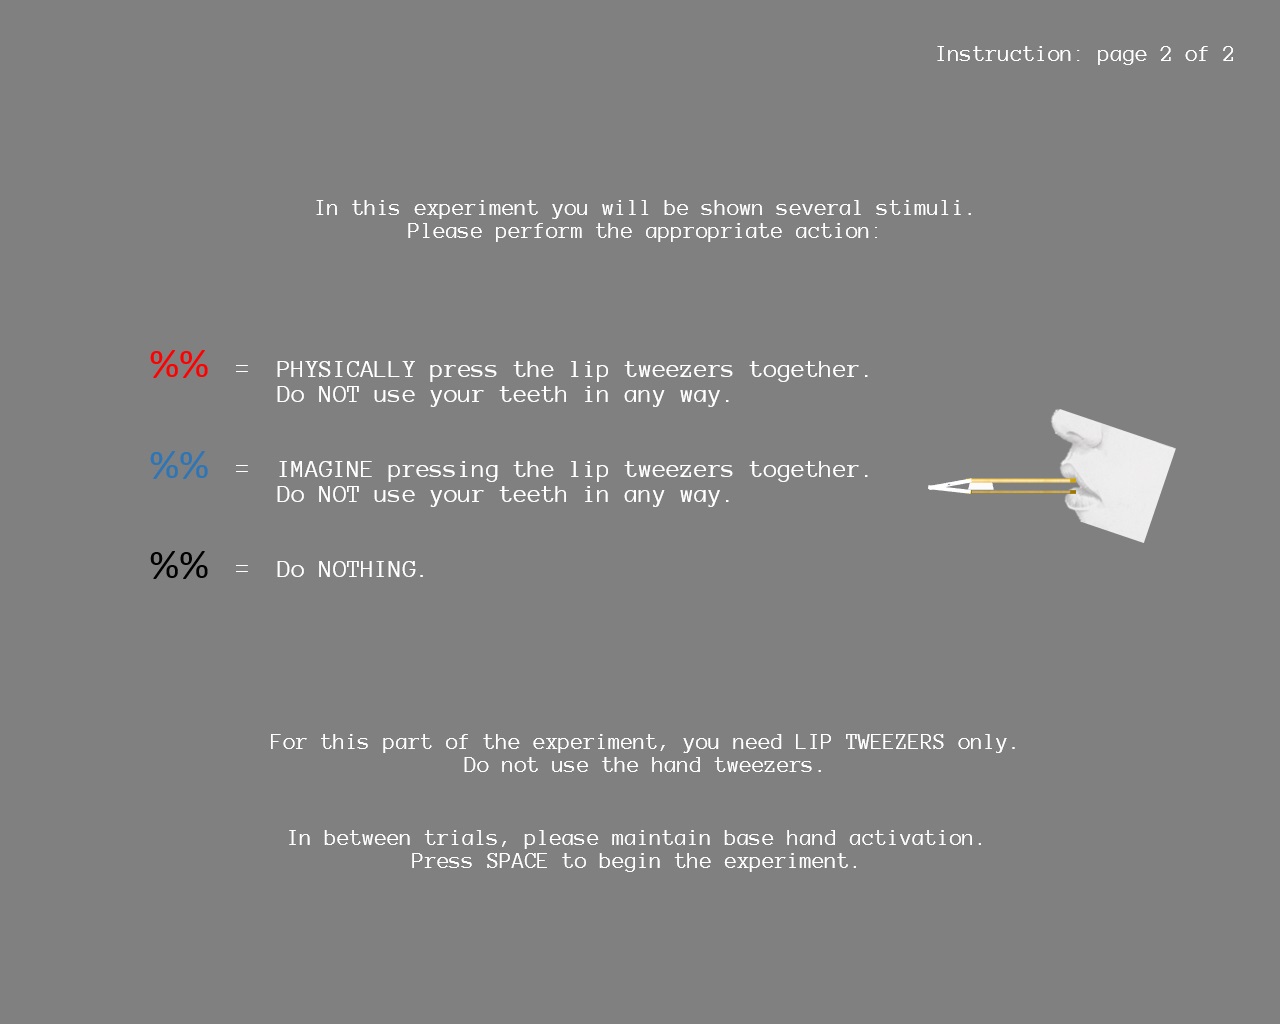 Instruction: page 2 of 2
In this experiment you will be shown several stimuli.
Please perform the appropriate action:
%% = PHYSICALLY press the lip tweezers together.
Do NOT use your teeth in any way.
%% = IMAGINE pressing the lip tweezers together.
Do NOT use your teeth in any way.
%% = Do NOTHING.
For this part of the experiment, you need LIP TWEEZERS only.
Do not use the hand tweezers.
In between trials, please maintain base hand activation.
Press SPACE to begin the experiment.